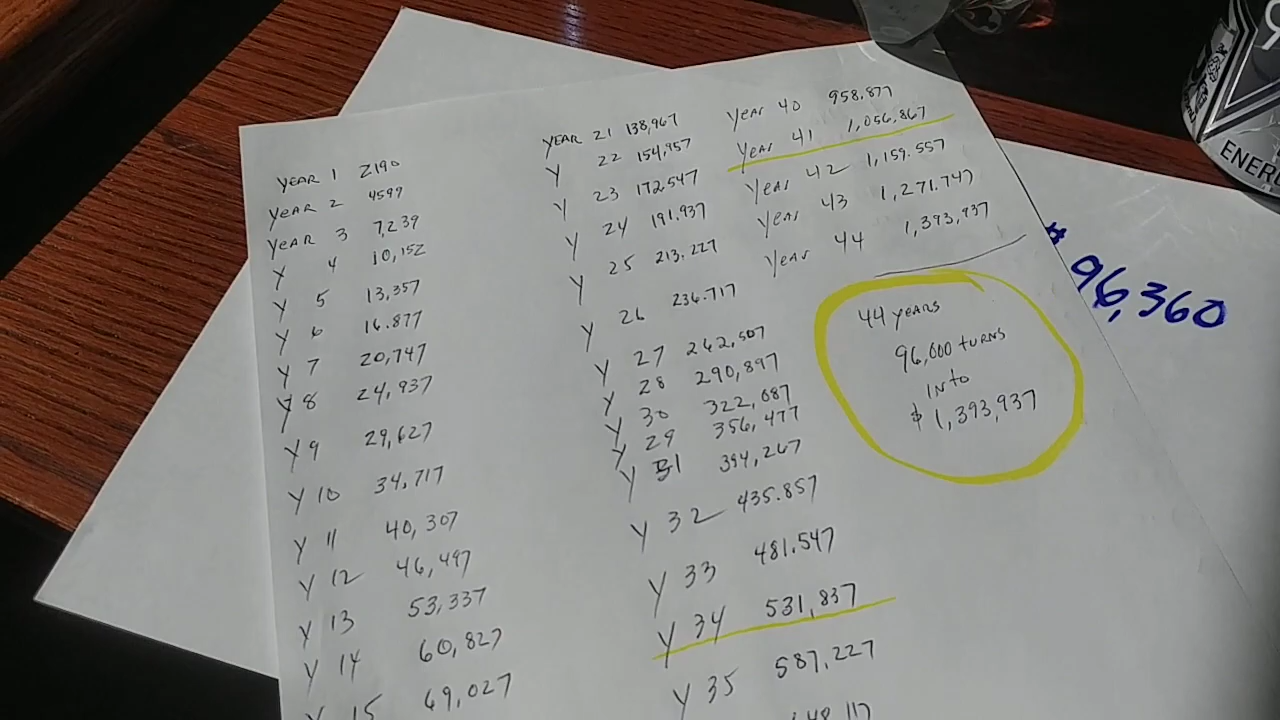 YEAR 1 2190
YEAR 2 4597
YEAR 3 7,239
Y 4 10,152
Y 5 13,357
Y 6 16.877
Y 7 20,747
Y 8 24,937
Y 9 29,627
Y 10 34,717
Y 11 40,307
Y 12 46,497
Y 13 53,337
Y 14 60,827
Y 15 69,027
YEAR 21 138,967
Y 22 154,957
Y 23 172,547
Y 24 191,937
Y 25 213.227
Y 26 236.717
Y 27 262,507
Y 28 290,897
Y 30 322,687
Y 29 356,477
Y 31 394,267
Y 32 435.857
Y 33 481.547
Y 34 531,837
Y 35 587,227
Year 40 958,877
Year 41 1,056,867
Year 42 1,159.557
Year 43 1,271.747
Year 44 1,393,937
44 YEARS
96,000 TURNS
INTO
$1,393,937
$96,360
ENERG